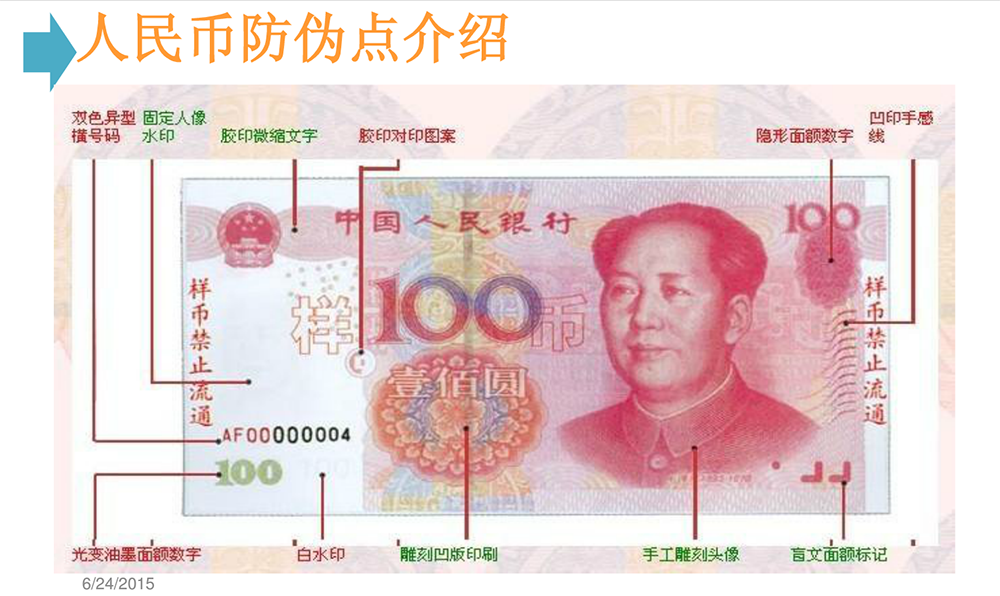 人民币防伪点介绍
双色异型
横号码
固定人像
水印
胶印微缩文字
胶印对印图案
隐形面额数字
凹印手感
线
中国人民银行
100
样币禁止流通
样币
100
壹佰圆
样币禁止流通
AF00000004
100
光变油墨面额数字
白水印
雕刻凹版印刷
手工雕刻头像
盲文面额标记
6/24/2015